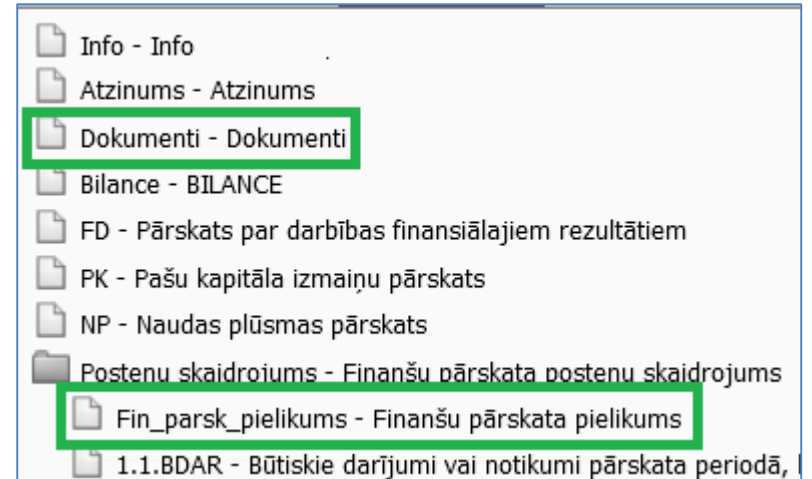 Info - Info
Atzinums - Atzinums
Dokumenti - Dokumenti
Bilance - BILANCE
FD - Pārskats par darbības finansiālajiem rezultātiem
PK - Pašu kapitāla izmaiņu pārskats
NP - Naudas plūsmas pārskats
Posteņu skaidrojums - Finanšu pārskata posteņu skaidrojums
Fin_parsk_pielikums - Finanšu pārskata pielikums
1.1.BDAR - Būtiskie darījumi vai notikumi pārskata periodā,